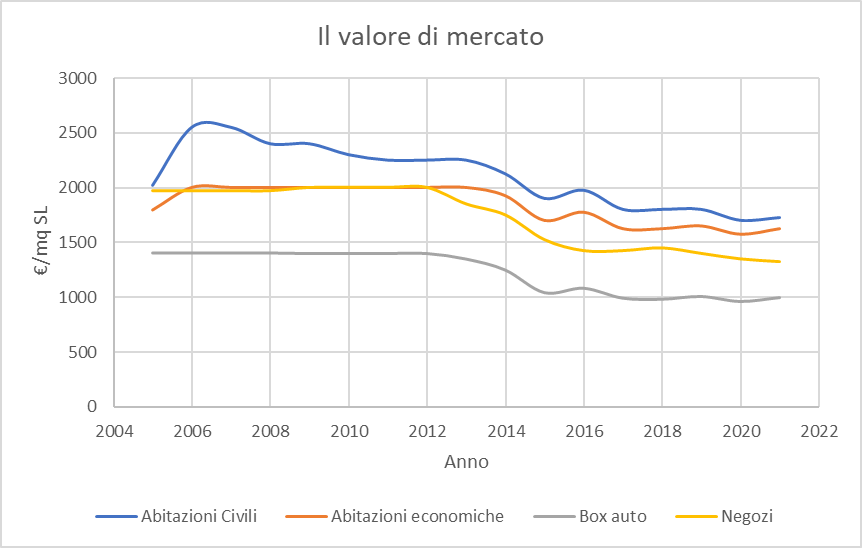 Il valore di mercato
3000
2500
2000
1500
1000
500
0
€/mq SL
2004 2006 2008 2010 2012 2014 2016 2018 2020 2022
Anno
Abitazioni Civili Abitazioni economiche Box auto Negozi